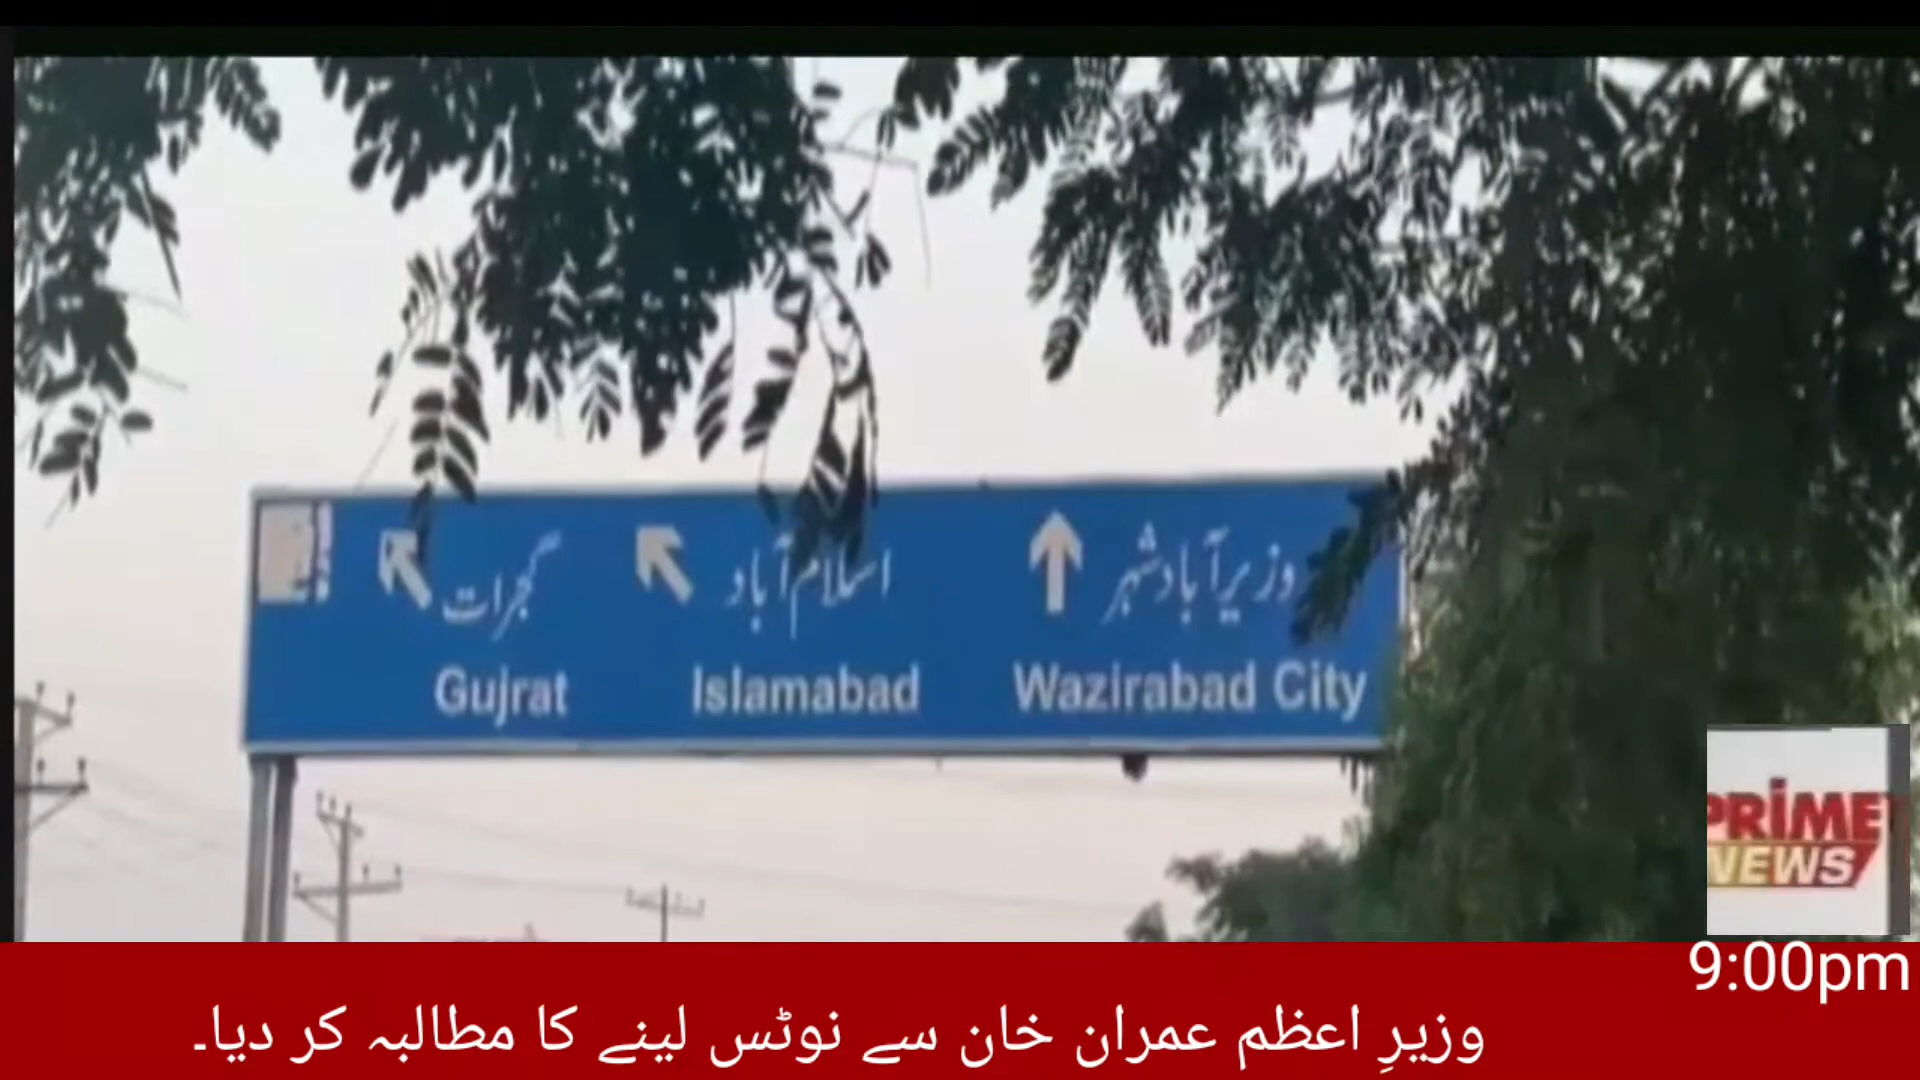 گجرات
اسلام آباد
وزیرآباد شہر
Gujrat
Islamabad
Wazirabad City
PRiME
NEWS
9:00pm
وزیرِ اعظم عمران خان سے نوٹس لینے کا مطالبہ کر دیا۔